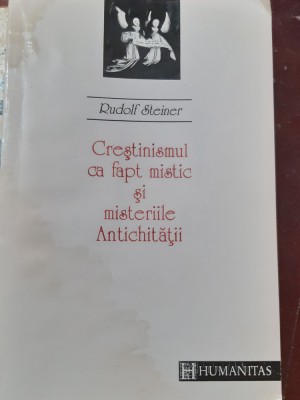 Rudolf Steiner
Creştinismul
ca fapt mistic
şi
misteriile
Antichităţii
HUMANITAS